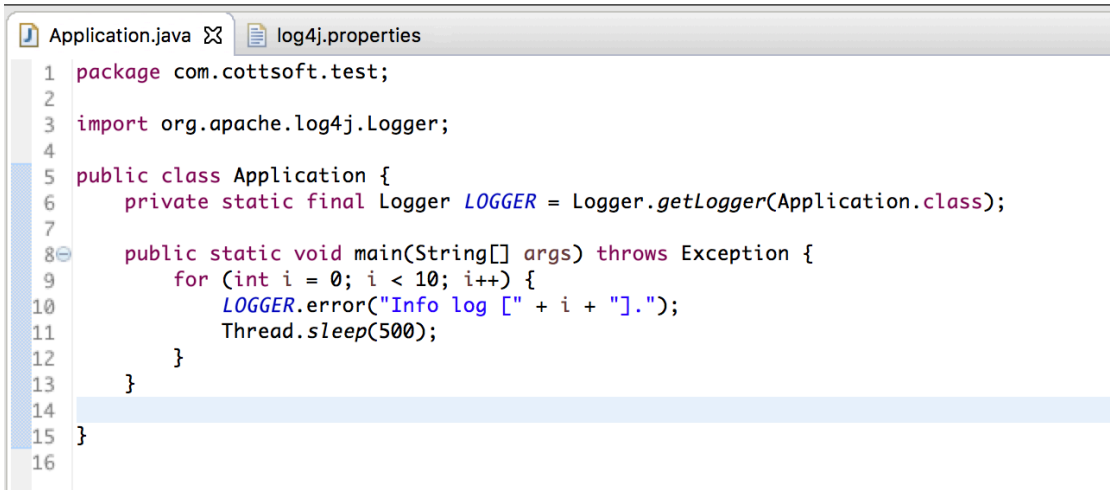 Application.java log4j.properties
1 package com.cottsoft.test;
2
3 import org.apache.log4j.Logger;
4
5 public class Application {
6     private static final Logger LOGGER = Logger.getLogger(Application.class);
7
8     public static void main(String[] args) throws Exception {
9         for (int i = 0; i < 10; i++) {
10             LOGGER.error("Info log [" + i + "].");
11             Thread.sleep(500);
12         }
13     }
14
15 }
16